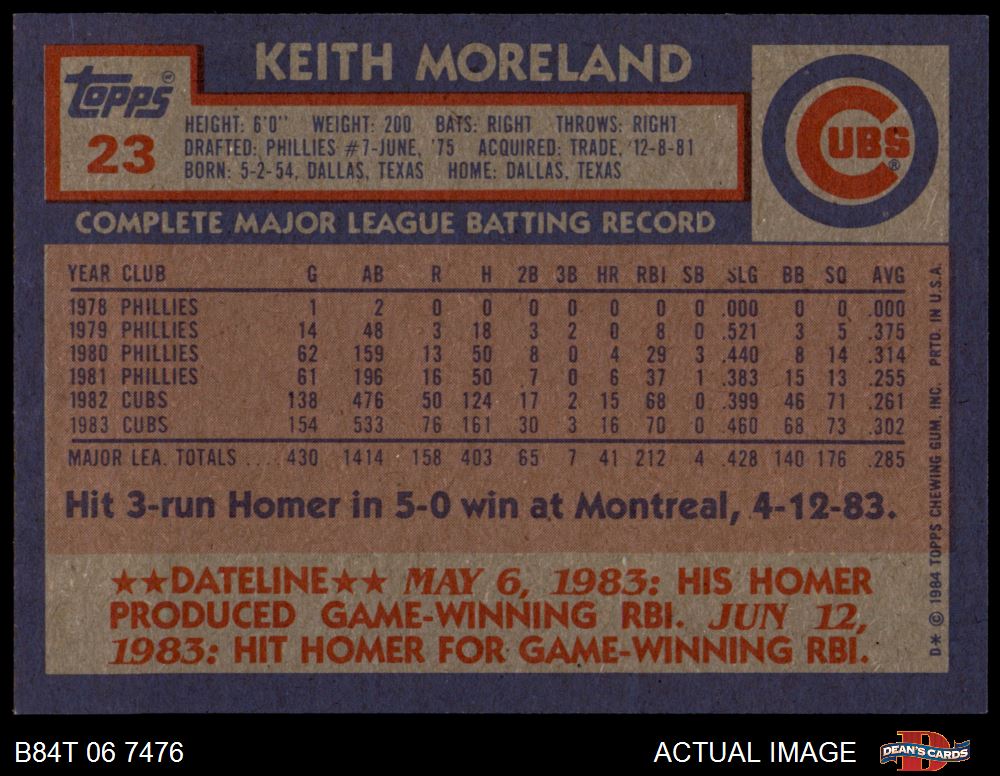 KEITH MORELAND
Topps
23
HEIGHT: 6'0" WEIGHT: 200 BATS: RIGHT THROWS: RIGHT
DRAFTED: PHILLIES #7-JUNE, '75 ACQUIRED: TRADE, '12-8-81
BORN: 5-2-54, DALLAS, TEXAS HOME: DALLAS, TEXAS
CUBS ®
COMPLETE MAJOR LEAGUE BATTING RECORD
YEAR CLUB G AB R H 2B 3B HR RBI SB SLG BB SO AVG
1978 PHILLIES 1 2 0 0 0 0 0 0 0 .000 0 0 .000
1979 PHILLIES 14 48 3 18 3 2 0 8 0 .521 3 5 .375
1980 PHILLIES 62 159 13 50 8 0 4 29 3 .440 8 14 .314
1981 PHILLIES 61 196 16 50 7 0 6 37 1 .383 15 13 .255
1982 CUBS 138 476 50 124 17 2 15 68 0 .399 46 71 .261
1983 CUBS 154 533 76 161 30 3 16 70 0 .460 68 73 .302
MAJOR LEA. TOTALS .... 430 1414 158 403 65 7 41 212 4 .428 140 176 .285
Hit 3-run Homer in 5-0 win at Montreal, 4-12-83.
★★DATELINE★★ MAY 6, 1983: HIS HOMER
PRODUCED GAME-WINNING RBI. JUN 12,
1983: HIT HOMER FOR GAME-WINNING RBI.
D* © 1984 TOPPS CHEWING GUM, INC. PRTD. IN U.S.A.
B84T 06 7476
ACTUAL IMAGE
DEAN'S CARDS